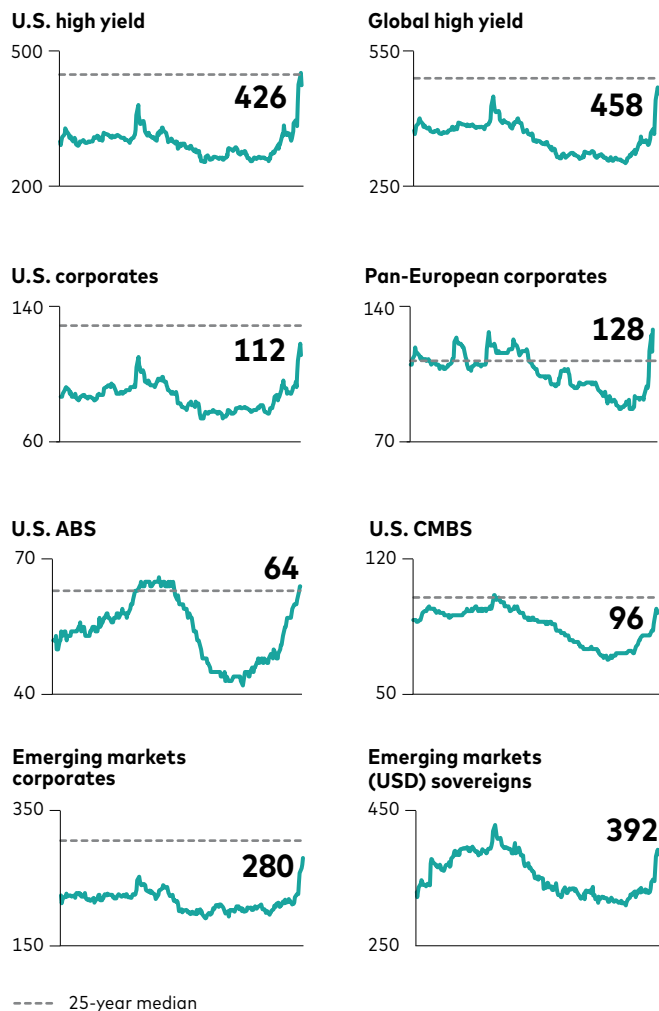 U.S. high yield
500
426
200
Global high yield
550
458
250
U.S. corporates
140
112
60
Pan-European corporates
140
128
70
U.S. ABS
70
64
40
U.S. CMBS
120
96
50
Emerging markets
corporates
350
280
150
Emerging markets
(USD) sovereigns
450
392
250
25-year median